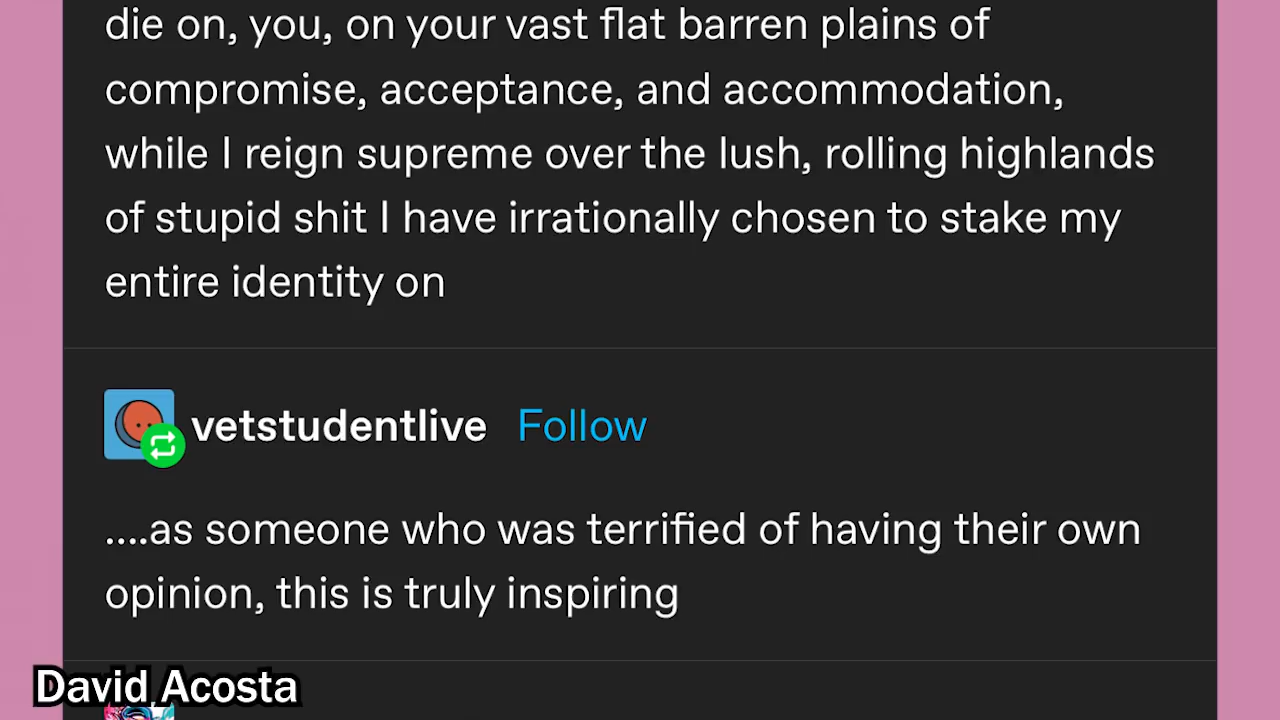 die on, you, on your vast flat barren plains of
compromise, acceptance, and accommodation,
while I reign supreme over the lush, rolling highlands
of stupid shit I have irrationally chosen to stake my
entire identity on
vetstudentlive Follow
....as someone who was terrified of having their own
opinion, this is truly inspiring
David Acosta